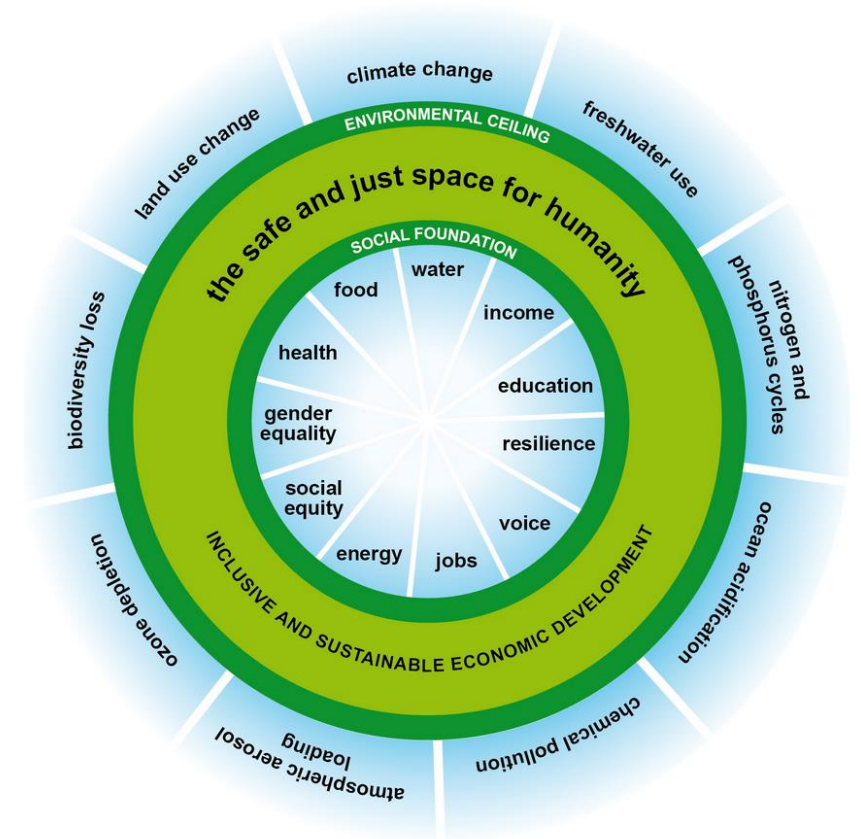 climate change
freshwater use
nitrogen and
phosphorus cycles
ocean acidification
chemical pollution
atmospheric aerosol
loading
ozone depletion
biodiversity loss
land use change
ENVIRONMENTAL CEILING
the safe and just space for humanity
SOCIAL FOUNDATION
water
income
education
resilience
voice
jobs
energy
social
equity
gender
equality
health
food
INCLUSIVE AND SUSTAINABLE ECONOMIC DEVELOPMENT